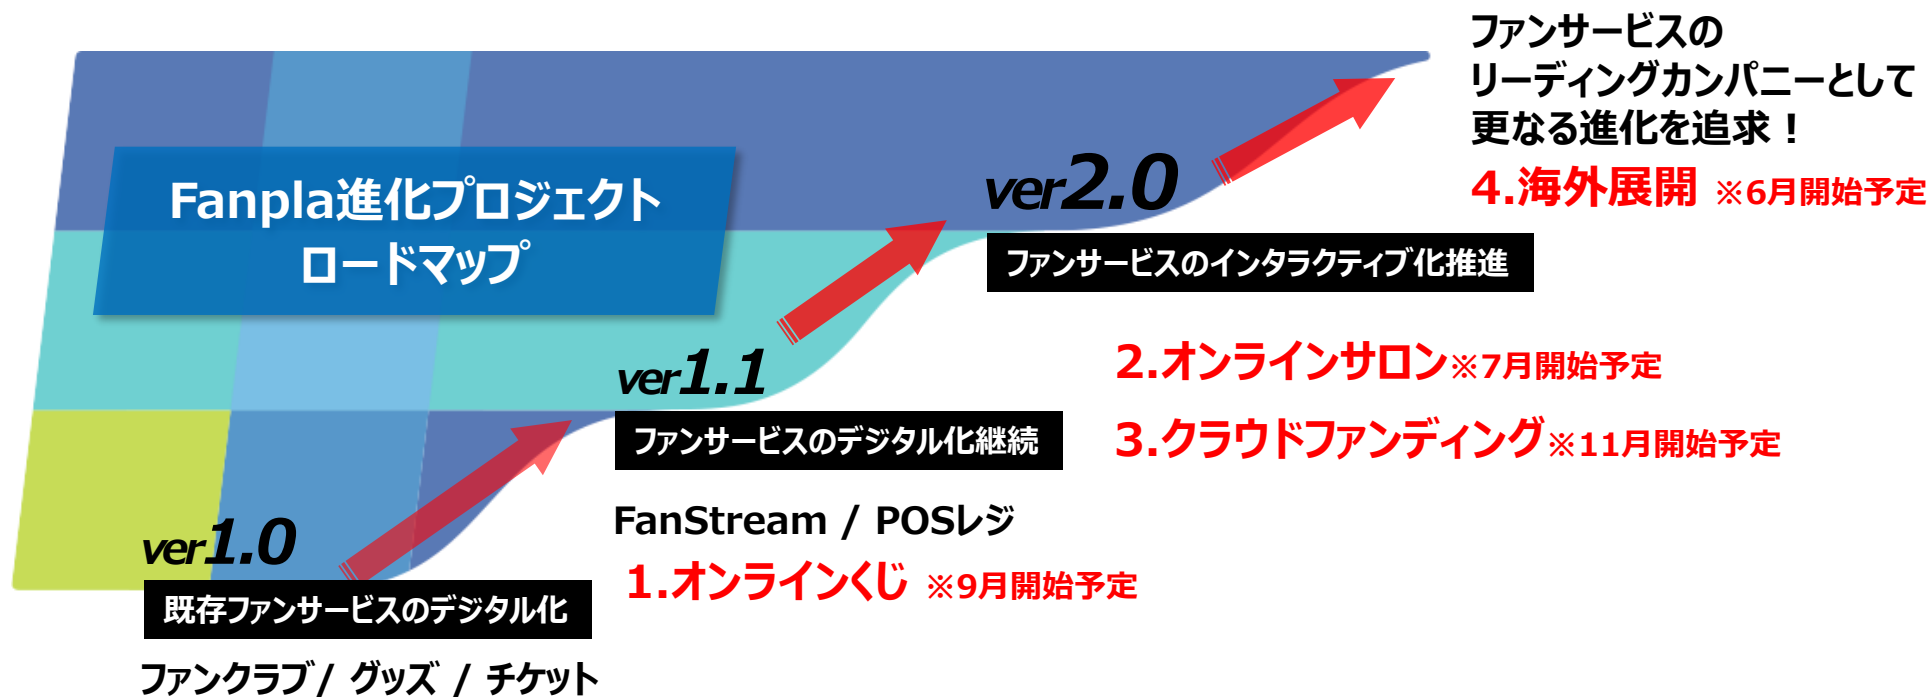 Fanpla進化プロジェクト
ロードマップ
ver1.0
既存ファンサービスのデジタル化
ファンクラブ/ グッズ / チケット
ver1.1
ファンサービスのデジタル化継続
FanStream / POSレジ
1.オンラインくじ ※9月開始予定
ver2.0
ファンサービスのインタラクティブ化推進
2.オンラインサロン※7月開始予定
3.クラウドファンディング※11月開始予定
ファンサービスの
リーディングカンパニーとして
更なる進化を追求！
4.海外展開 ※6月開始予定